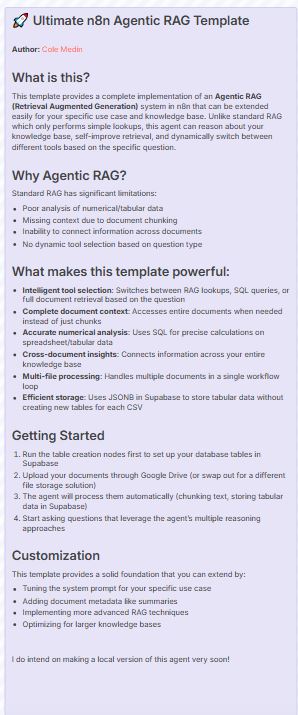 🚀 Ultimate n8n Agentic RAG Template
Author: Cole Medin
What is this?
This template provides a complete implementation of an Agentic RAG
(Retrieval Augmented Generation) system in n8n that can be extended
easily for your specific use case and knowledge base. Unlike standard RAG
which only performs simple lookups, this agent can reason about your
knowledge base, self-improve retrieval, and dynamically switch between
different tools based on the specific question.
Why Agentic RAG?
Standard RAG has significant limitations:
• Poor analysis of numerical/tabular data
• Missing context due to document chunking
• Inability to connect information across documents
• No dynamic tool selection based on question type
What makes this template powerful:
• Intelligent tool selection: Switches between RAG lookups, SQL queries, or
full document retrieval based on the question
• Complete document context: Accesses entire documents when needed
instead of just chunks
• Accurate numerical analysis: Uses SQL for precise calculations on
spreadsheet/tabular data
• Cross-document insights: Connects information across your entire
knowledge base
• Multi-file processing: Handles multiple documents in a single workflow
loop
• Efficient storage: Uses JSONB in Supabase to store tabular data without
creating new tables for each CSV
Getting Started
1. Run the table creation nodes first to set up your database tables in
Supabase
2. Upload your documents through Google Drive (or swap out for a different
file storage solution)
3. The agent will process them automatically (chunking text, storing tabular
data in Supabase)
4. Start asking questions that leverage the agent's multiple reasoning
approaches
Customization
This template provides a solid foundation that you can extend by:
• Tuning the system prompt for your specific use case
• Adding document metadata like summaries
• Implementing more advanced RAG techniques
• Optimizing for larger knowledge bases
I do intend on making a local version of this agent very soon!